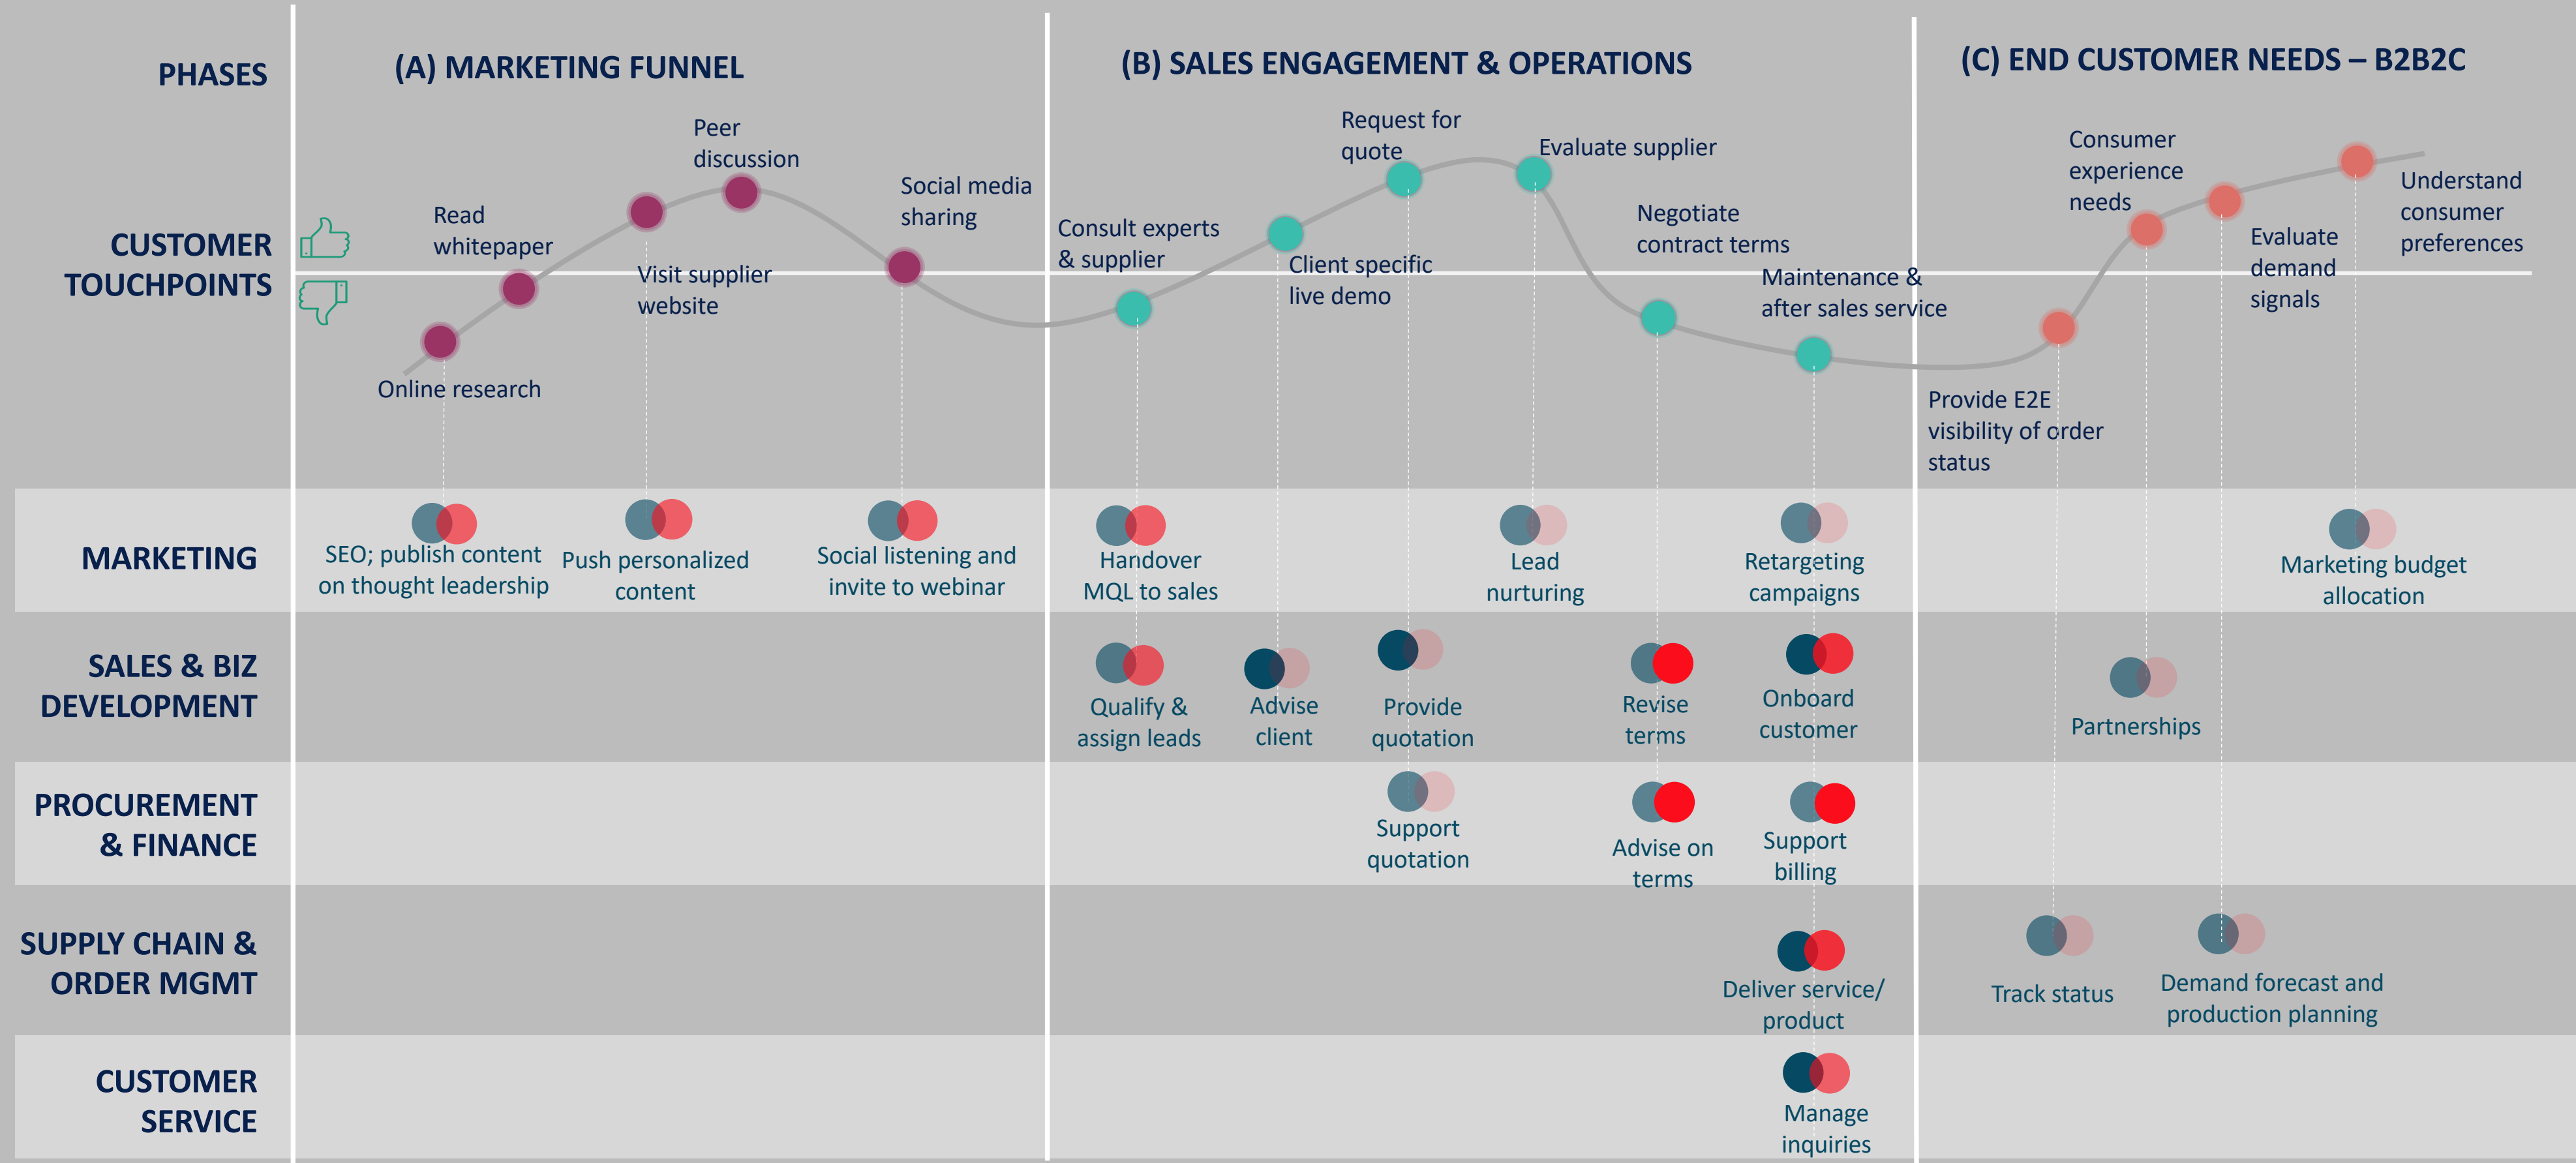 PHASES
(A) MARKETING FUNNEL
(B) SALES ENGAGEMENT & OPERATIONS
(C) END CUSTOMER NEEDS – B2B2C
CUSTOMER
TOUCHPOINTS
Online research
Read
whitepaper
Visit supplier
website
Peer
discussion
Social media
sharing
Consult experts
& supplier
Client specific
live demo
Request for
quote
Evaluate supplier
Negotiate
contract terms
Maintenance &
after sales service
Provide E2E
visibility of order
status
Consumer
experience
needs
Evaluate
demand
signals
Understand
consumer
preferences
MARKETING
SEO; publish content
on thought leadership
Push personalized
content
Social listening and
invite to webinar
Handover
MQL to sales
Lead
nurturing
Retargeting
campaigns
Marketing budget
allocation
SALES & BIZ
DEVELOPMENT
Qualify &
assign leads
Advise
client
Provide
quotation
Revise
terms
Onboard
customer
Partnerships
PROCUREMENT
& FINANCE
Support
quotation
Advise on
terms
Support
billing
SUPPLY CHAIN &
ORDER MGMT
Deliver service/
product
Track status
Demand forecast and
production planning
CUSTOMER
SERVICE
Manage
inquiries